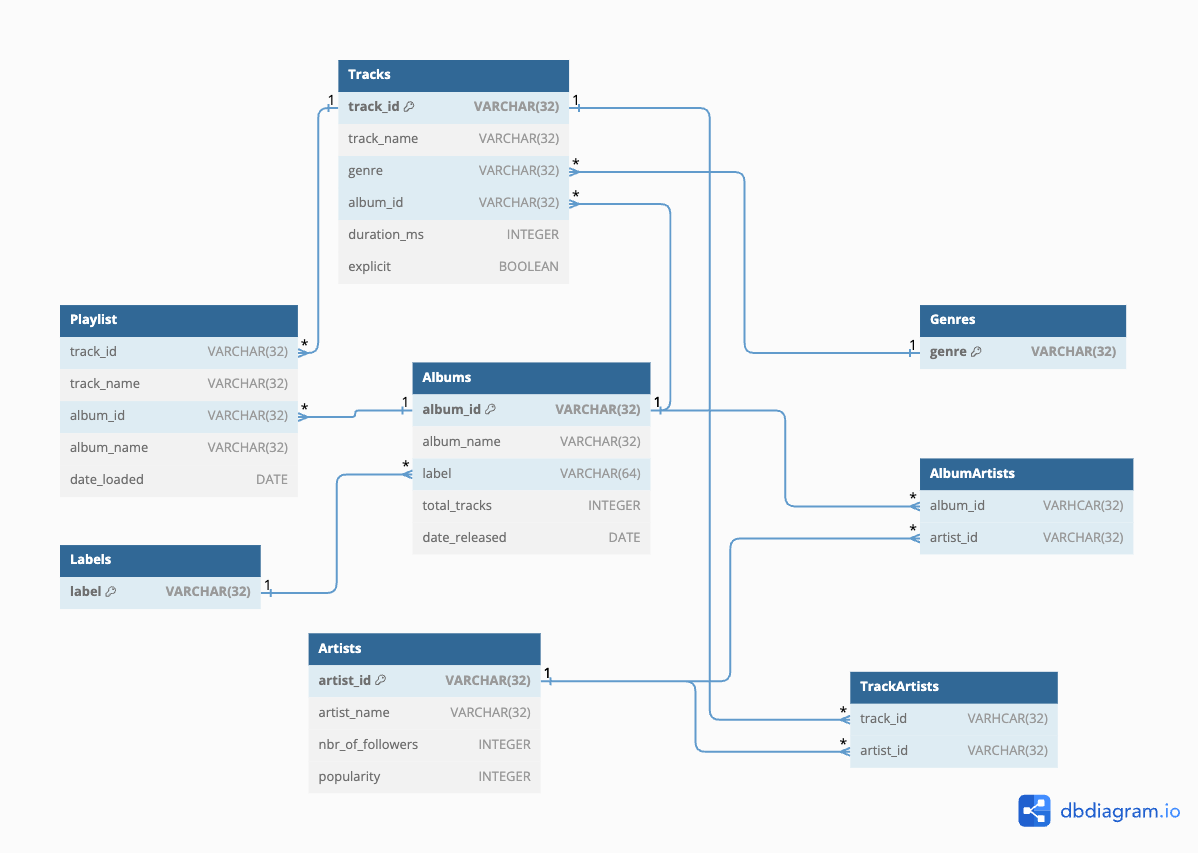 Tracks
1 track_id VARCHAR(32) 1
track_name VARCHAR(32)
genre VARCHAR(32) *
album_id VARCHAR(32) *
duration_ms INTEGER
explicit BOOLEAN
Playlist
track_id VARCHAR(32) *
track_name VARCHAR(32)
album_id VARCHAR(32) *
album_name VARCHAR(32)
date_loaded DATE
Genres
1 genre VARCHAR(32)
Albums
1 album_id VARCHAR(32) 1
album_name VARCHAR(32)
* label VARCHAR(64)
total_tracks INTEGER
date_released DATE
AlbumArtists
* album_id VARHCAR(32)
* artist_id VARCHAR(32)
Labels
label VARCHAR(32) 1
Artists
artist_id VARCHAR(32) 1
artist_name VARCHAR(32)
nbr_of_followers INTEGER
popularity INTEGER
TrackArtists
* track_id VARHCAR(32)
* artist_id VARCHAR(32)
dbdiagram.io